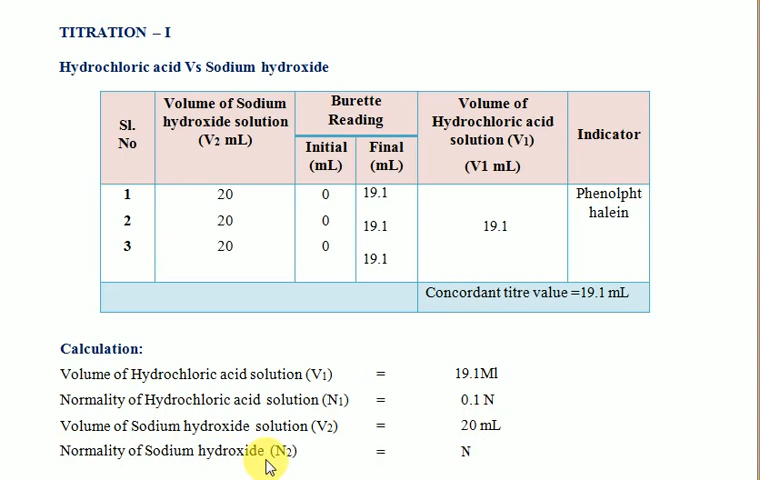 TITRATION – I
Hydrochloric acid Vs Sodium hydroxide
Sl. No
Volume of Sodium hydroxide solution (V2 mL)
Burette Reading
Initial (mL)
Final (mL)
Volume of Hydrochloric acid solution (V1)
(V1 mL)
Indicator
1 20 0 19.1
2 20 0 19.1
3 20 0 19.1
19.1
Phenolpht
halein
Concordant titre value =19.1 mL
Calculation:
Volume of Hydrochloric acid solution (V1) = 19.1Ml
Normality of Hydrochloric acid solution (N1) = 0.1 N
Volume of Sodium hydroxide solution (V2) = 20 mL
Normality of Sodium hydroxide (N2) = N